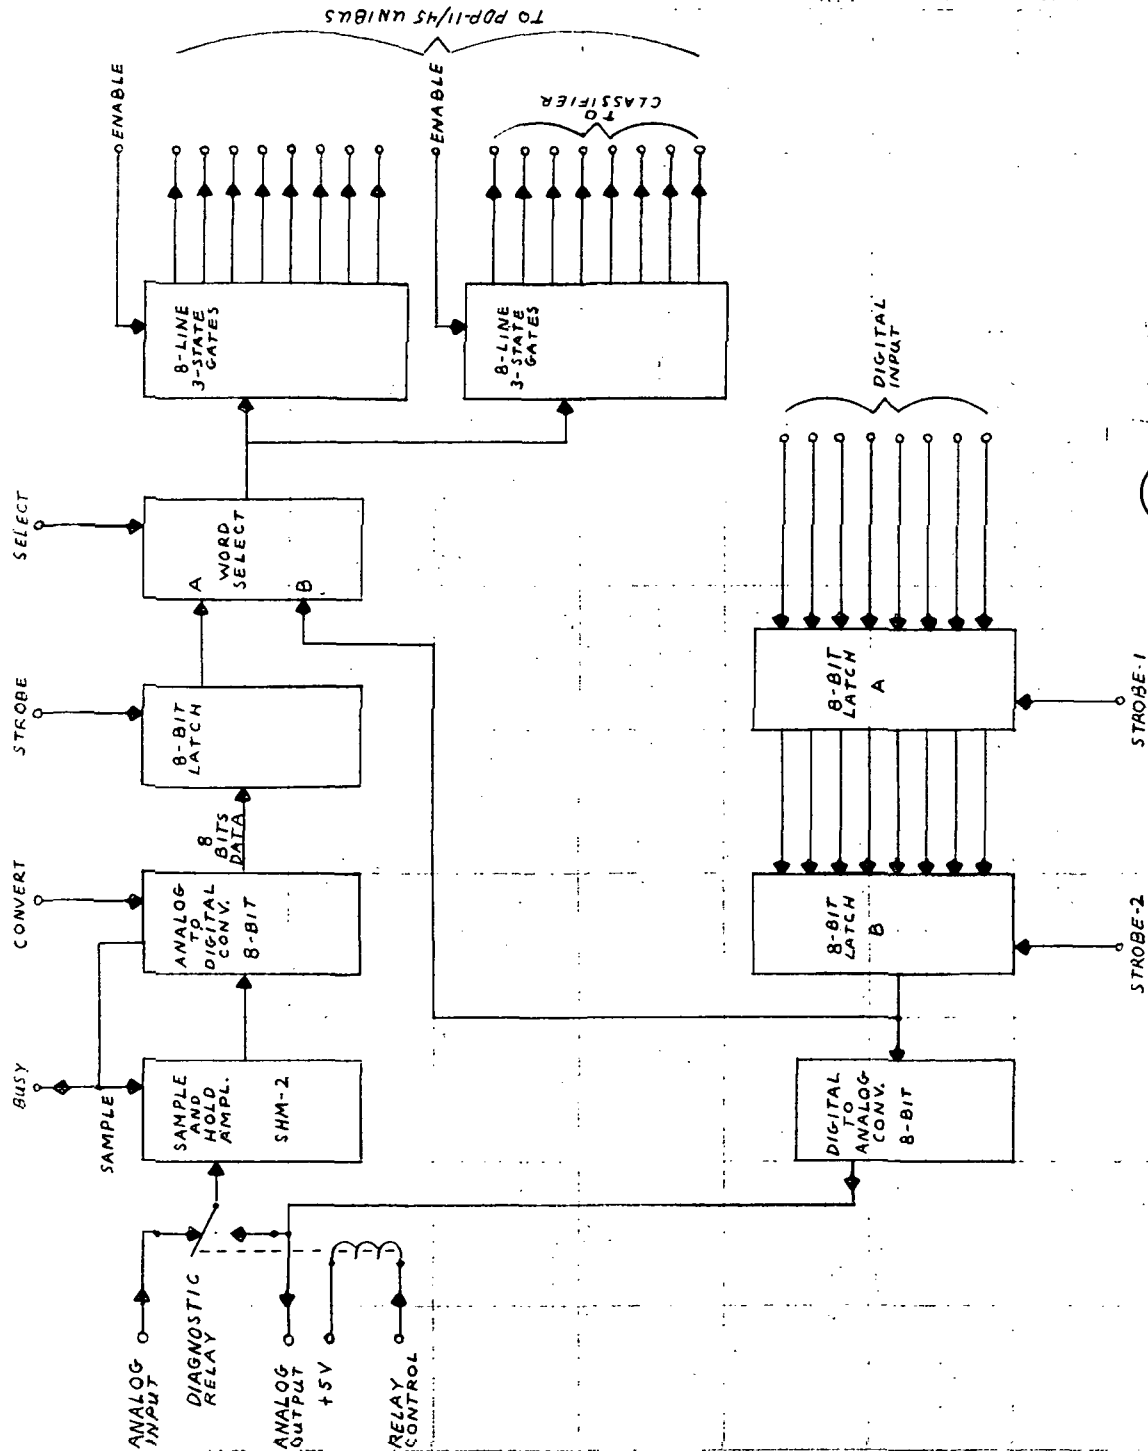 TO PDP-11/45 UNIBUS
ENABLE
ENABLE
TO
CLASSIFIER
8-LINE
3-STATE
GATES
8-LINE
3-STATE
GATES
SELECT
A
WORD
SELECT
B
STROBE
8-BIT
LATCH
CONVERT
8
BITS
DATA
ANALOG
TO
DIGITAL
CONV.
8-BIT
BUSY
SAMPLE
SAMPLE
AND
HOLD
AMPL.
SHM-2
ANALOG
INPUT
DIAGNOSTIC
RELAY
ANALOG
OUTPUT
+5V
RELAY
CONTROL
DIGITAL
INPUT
8-BIT
LATCH
A
STROBE-1
8-BIT
LATCH
B
STROBE-2
DIGITAL
TO
ANALOG
CONV.
8-BIT